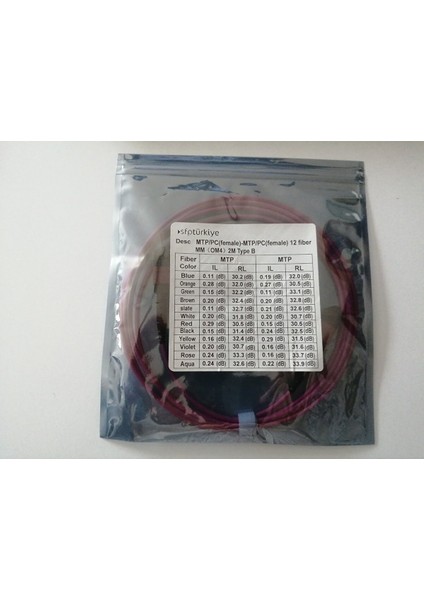 sfptürkiye
Desc MTP/PC(female)-MTP/PC(female) 12 fiber
MM (OM4) 2M Type B
Fiber Color MTP MTP
IL RL IL RL
Blue 0.11 (dB) 30.2 (dB) 0.19 (dB) 32.0 (dB)
Orange 0.28 (dB) 32.0 (dB) 0.27 (dB) 30.5 (dB)
Green 0.15 (dB) 32.2 (dB) 0.11 (dB) 33.1 (dB)
Brown 0.20 (dB) 32.4 (dB) 0.20 (dB) 32.8 (dB)
slate 0.11 (dB) 32.7 (dB) 0.21 (dB) 32.6 (dB)
White 0.20 (dB) 31.8 (dB) 0.20 (dB) 30.7 (dB)
Red 0.29 (dB) 30.5 (dB) 0.15 (dB) 30.5 (dB)
Black 0.15 (dB) 31.4 (dB) 0.24 (dB) 32.5 (dB)
Yellow 0.16 (dB) 32.4 (dB) 0.29 (dB) 31.5 (dB)
Violet 0.20 (dB) 30.7 (dB) 0.16 (dB) 31.6 (dB)
Rose 0.24 (dB) 33.3 (dB) 0.16 (dB) 33.7 (dB)
Aqua 0.24 (dB) 32.6 (dB) 0.22 (dB) 33.9 (dB)